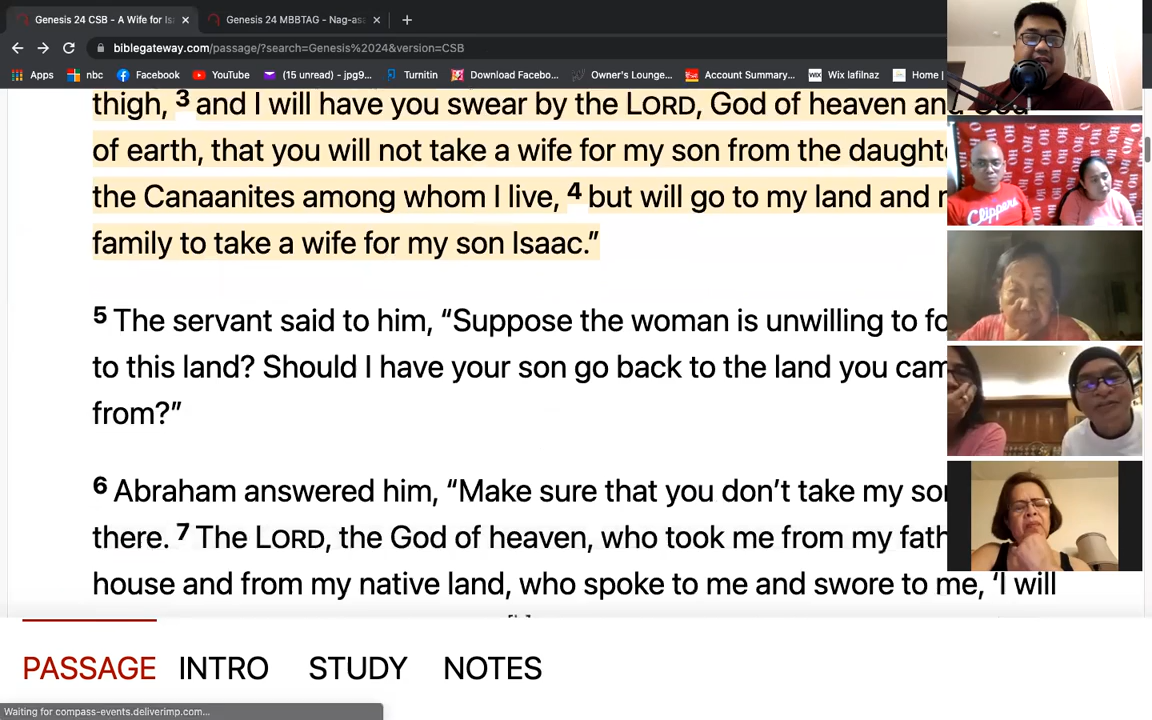 Genesis 24 CSB - A Wife for Is
Genesis 24 MBBTAG - Nag-asa
biblegateway.com/passage/?search=Genesis%2024&version=CSB
Apps nbc Facebook YouTube (15 unread) - jpg9... Turnitin Download Facebo... Owner's Lounge... Account Summary... WIX Wix lafilnaz Home |
thigh, 3 and I will have you swear by the LORD, God of heaven and God
of earth, that you will not take a wife for my son from the daught
the Canaanites among whom I live, 4 but will go to my land and
family to take a wife for my son Isaac.”
5 The servant said to him, “Suppose the woman is unwilling to fo
to this land? Should I have your son go back to the land you cam
from?”
6 Abraham answered him, “Make sure that you don’t take my so
there. 7 The LORD, the God of heaven, who took me from my fath
house and from my native land, who spoke to me and swore to me, ‘I will
PASSAGE INTRO STUDY NOTES
Waiting for compass-events.deliverimp.com...
Clippers